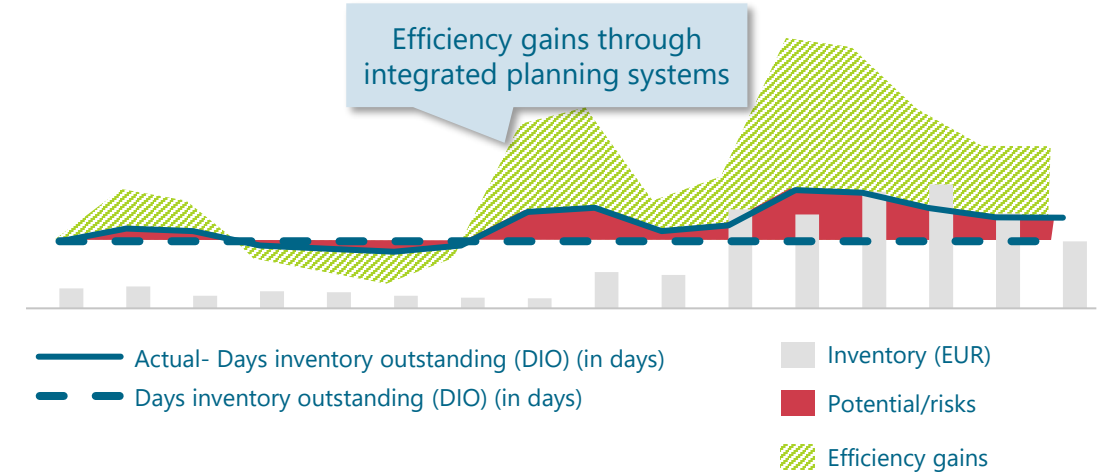 Efficiency gains through
integrated planning systems
Actual- Days inventory outstanding (DIO) (in days)
Days inventory outstanding (DIO) (in days)
Inventory (EUR)
Potential/risks
Efficiency gains